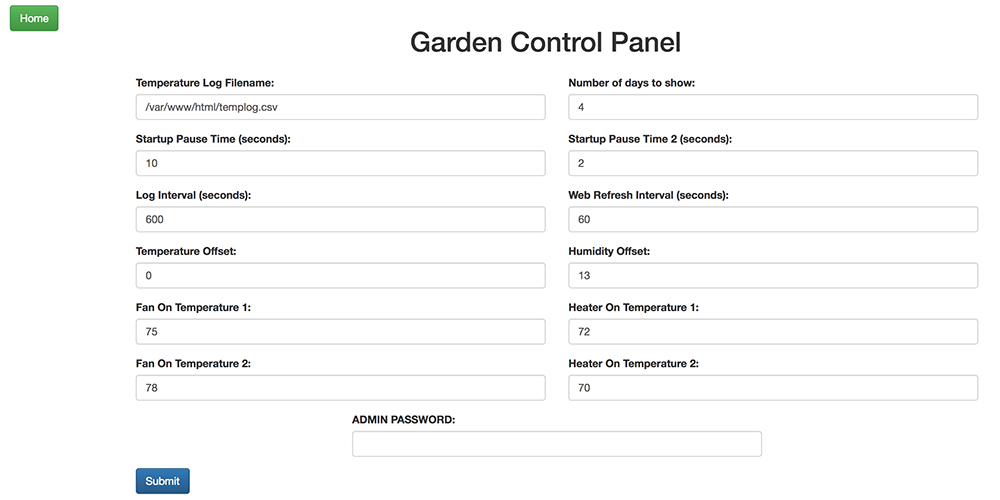 Home
Garden Control Panel
Temperature Log Filename:
Number of days to show:
/var/www/html/templog.csv
4
Startup Pause Time (seconds):
Startup Pause Time 2 (seconds):
10
2
Log Interval (seconds):
Web Refresh Interval (seconds):
600
60
Temperature Offset:
Humidity Offset:
0
13
Fan On Temperature 1:
Heater On Temperature 1:
75
72
Fan On Temperature 2:
Heater On Temperature 2:
78
70
ADMIN PASSWORD:
Submit